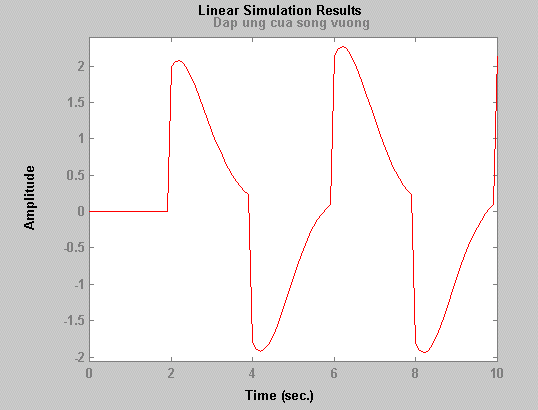 Linear Simulation Results
Dap ung cua song vuong
Amplitude
2
1.5
1
0.5
0
-0.5
-1
-1.5
-2
0 2 4 6 8 10
Time (sec.)